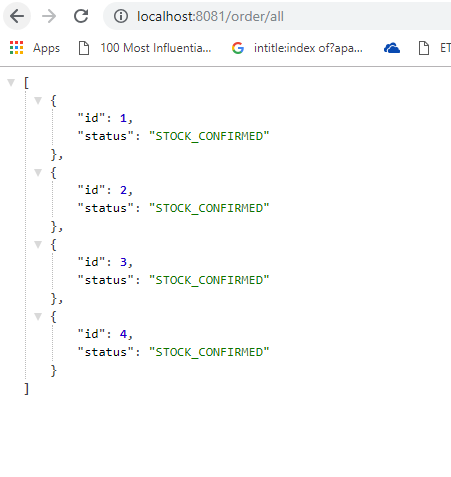 localhost:8081/order/all
Apps 100 Most Influentia... intitle:index of?apa... ET
[
{
"id": 1,
"status": "STOCK_CONFIRMED"
},
{
"id": 2,
"status": "STOCK_CONFIRMED"
},
{
"id": 3,
"status": "STOCK_CONFIRMED"
},
{
"id": 4,
"status": "STOCK_CONFIRMED"
}
]